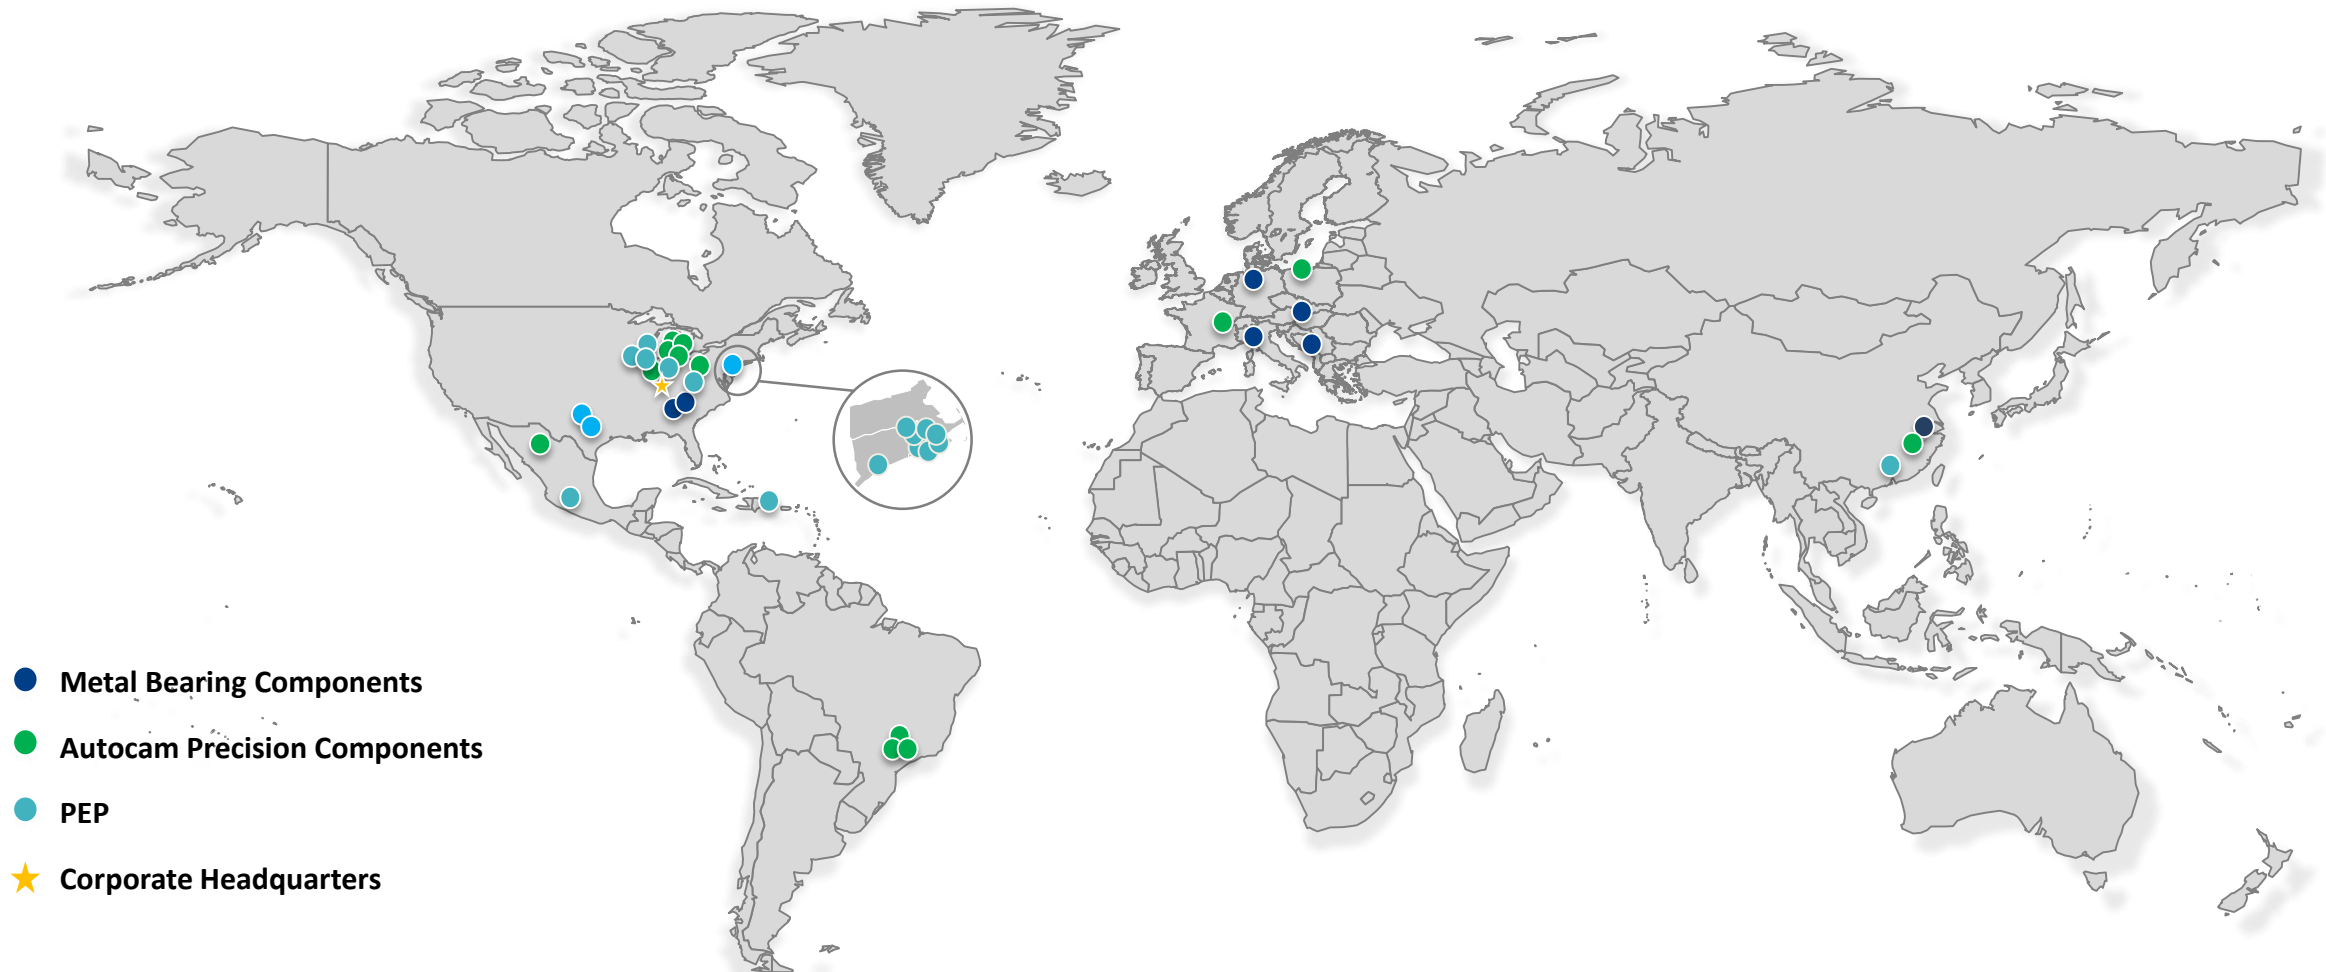 Metal Bearing Components
Autocam Precision Components
PEP
Corporate Headquarters